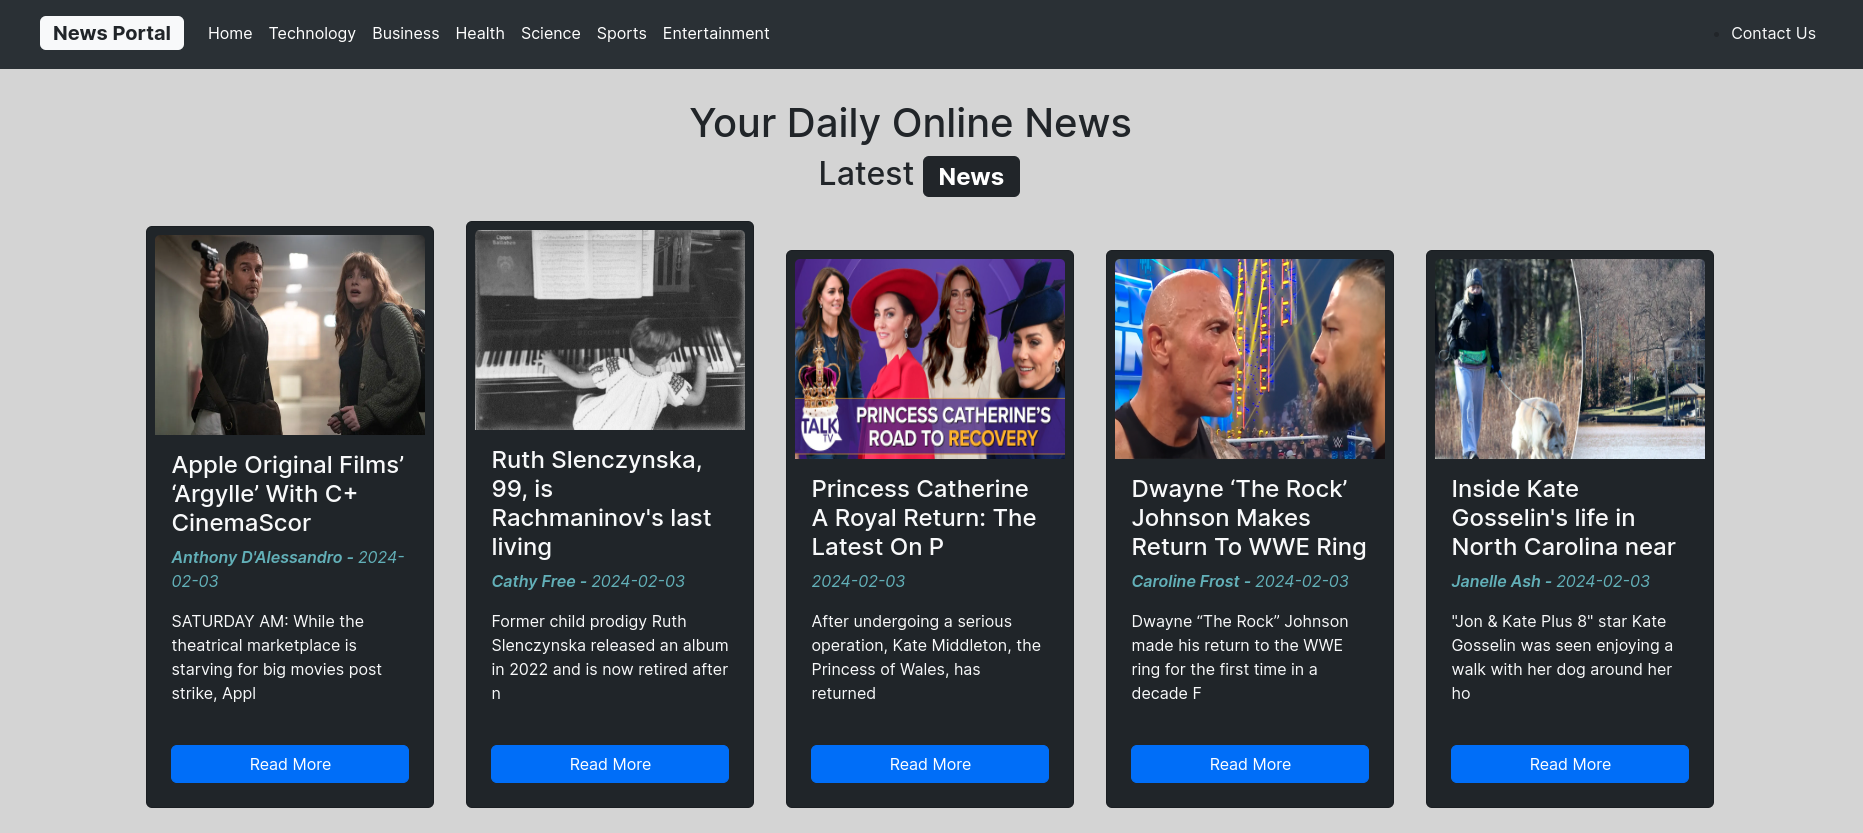 News Portal Home Technology Business Health Science Sports Entertainment Contact Us
Your Daily Online News
Latest News
Apple Original Films’
‘Argylle’ With C+
CinemaScor
Anthony D'Alessandro - 2024-
02-03
SATURDAY AM: While the
theatrical marketplace is
starving for big movies post
strike, Appl
Read More
Ruth Slenczynska,
99, is
Rachmaninov's last
living
Cathy Free - 2024-02-03
Former child prodigy Ruth
Slenczynska released an album
in 2022 and is now retired after
n
Read More
TALK
TV
PRINCESS CATHERINE'S
ROAD TO RECOVERY
Princess Catherine
A Royal Return: The
Latest On P
2024-02-03
After undergoing a serious
operation, Kate Middleton, the
Princess of Wales, has
returned
Read More
Dwayne ‘The Rock’
Johnson Makes
Return To WWE Ring
Caroline Frost - 2024-02-03
Dwayne “The Rock” Johnson
made his return to the WWE
ring for the first time in a
decade F
Read More
Inside Kate
Gosselin's life in
North Carolina near
Janelle Ash - 2024-02-03
"Jon & Kate Plus 8" star Kate
Gosselin was seen enjoying a
walk with her dog around her
ho
Read More